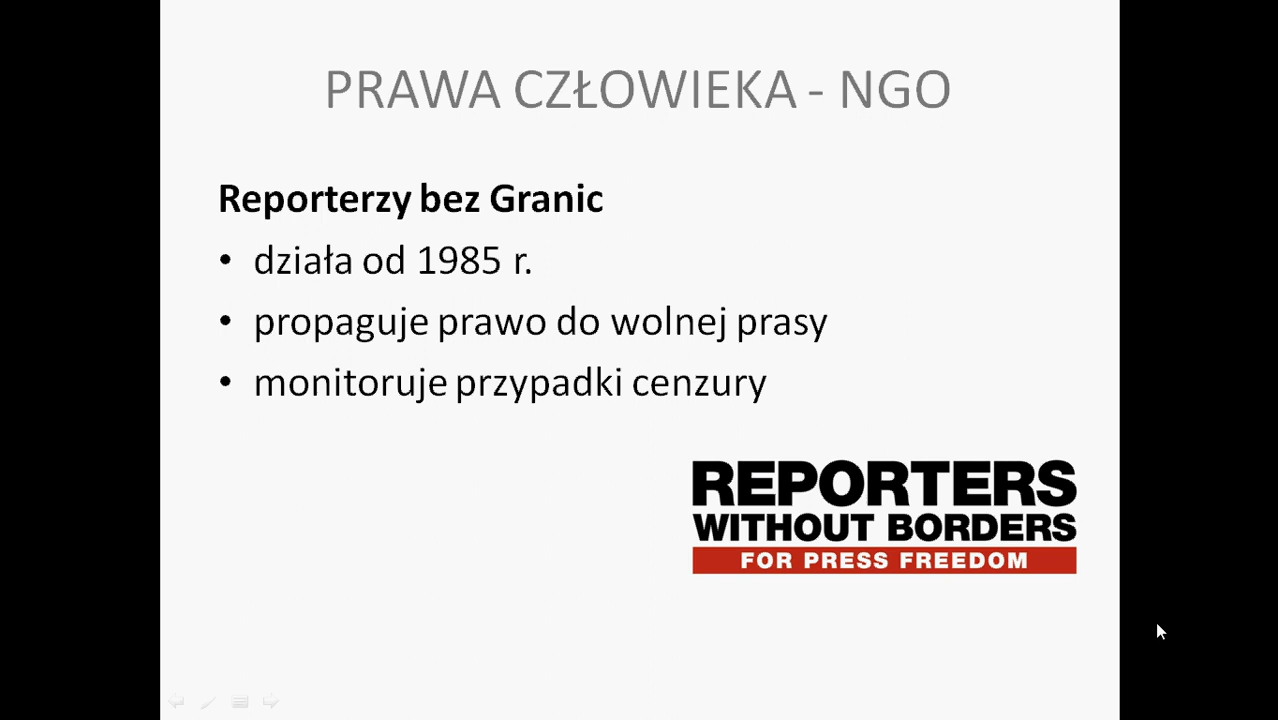 PRAWA CZŁOWIEKA - NGO
Reporterzy bez Granic
• działa od 1985 r.
• propaguje prawo do wolnej prasy
• monitoruje przypadki cenzury
REPORTERS
WITHOUT BORDERS
FOR PRESS FREEDOM